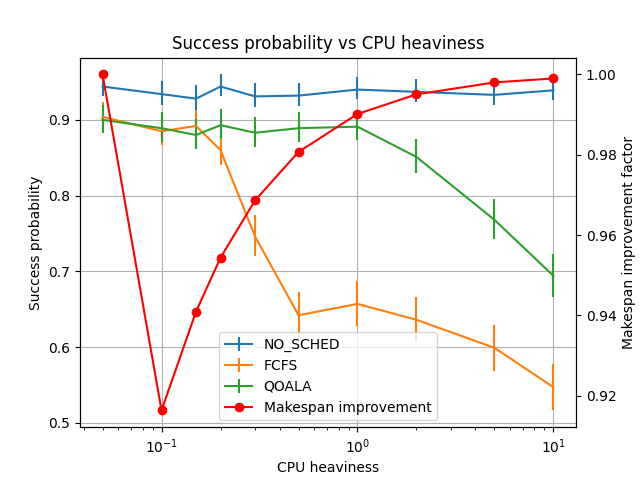 Success probability vs CPU heaviness
Success probability
0.9
0.8
0.7
0.6
0.5
1.00
0.98
0.96
0.94
0.92
Makespan improvement factor
NO_SCHED
FCFS
QOALA
Makespan improvement
10⁻¹
10⁰
10¹
CPU heaviness